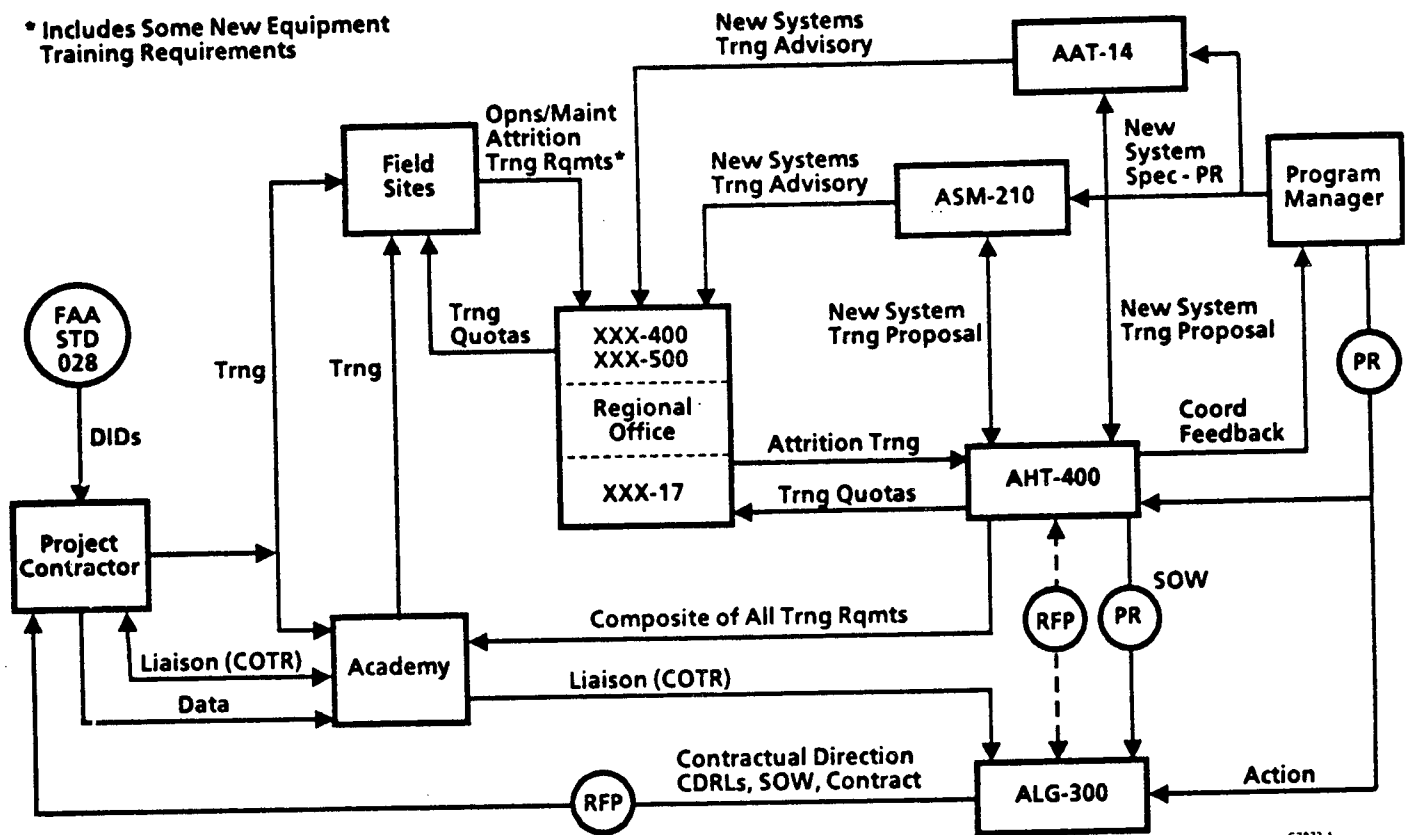 * Includes Some New Equipment
Training Requirements
New Systems
Trng Advisory
AAT-14
Opns/Maint
Attrition
Trng Rqmts*
Field
Sites
New Systems
Trng Advisory
New
System
Spec - PR
ASM-210
Program
Manager
FAA
STD
028
Trng
Trng
Trng
Quotas
XXX-400
XXX-500
New System
Trng Proposal
New System
Trng Proposal
PR
Regional
Office
DIDs
Attrition Trng
Coord
Feedback
XXX-17
AHT-400
Trng Quotas
Project
Contractor
SOW
RFP
PR
Composite of All Trng Rqmts
Academy
Liaison (COTR)
Liaison (COTR)
Data
Contractual Direction
CDRLs, SOW, Contract
RFP
ALG-300
Action